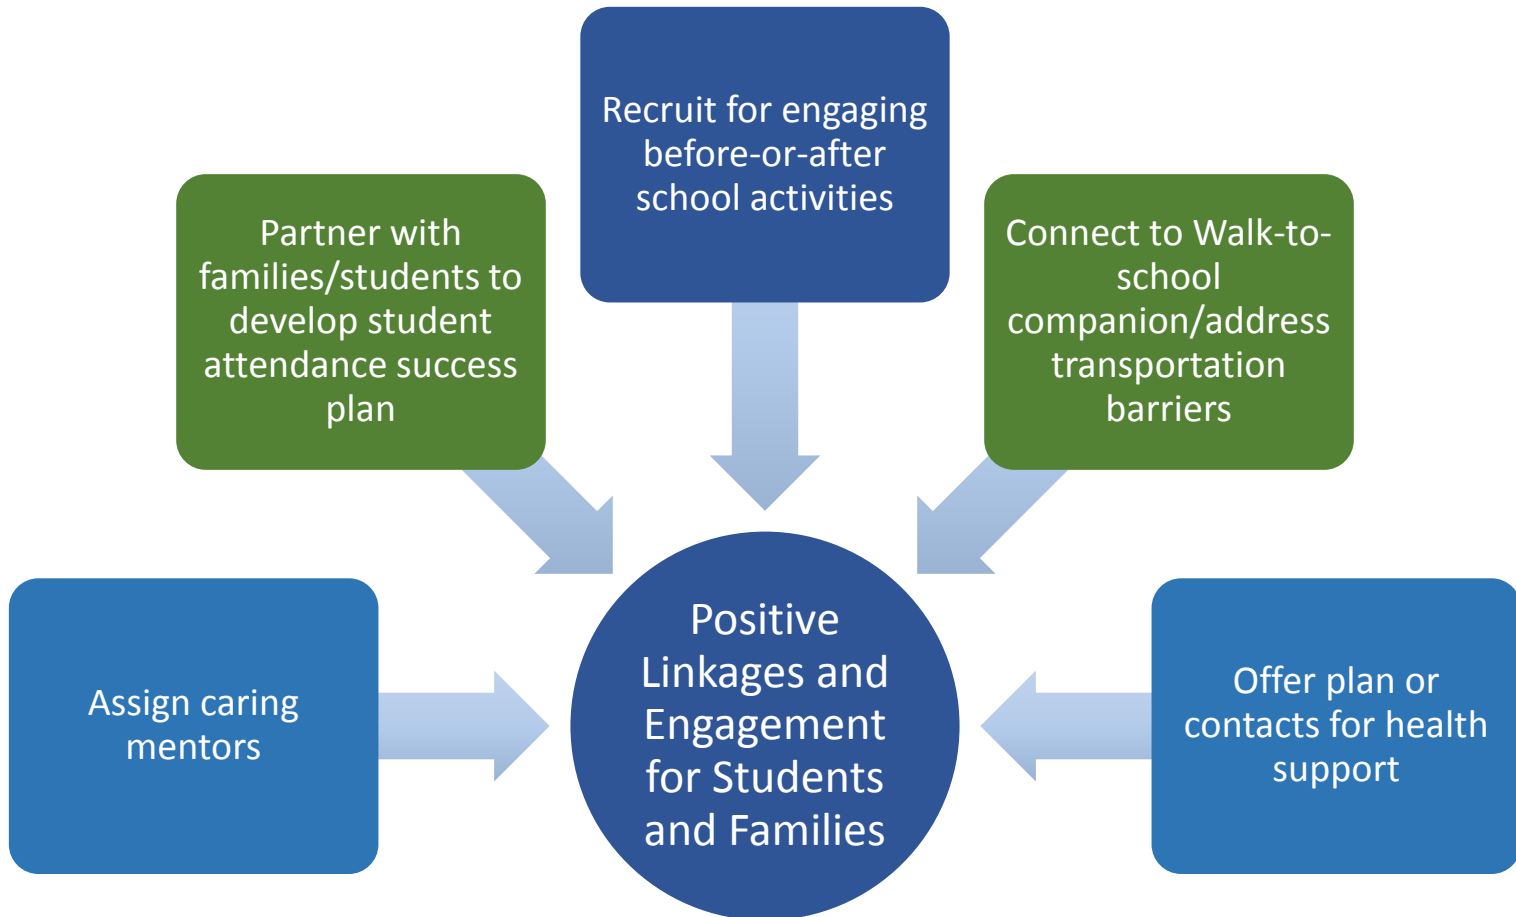 Recruit for engaging
before-or-after
school activities
Partner with
families/students to
develop student
attendance success
plan
Connect to Walk-to-
school
companion/address
transportation
barriers
Assign caring
mentors
Positive
Linkages and
Engagement
for Students
and Families
Offer plan or
contacts for health
support